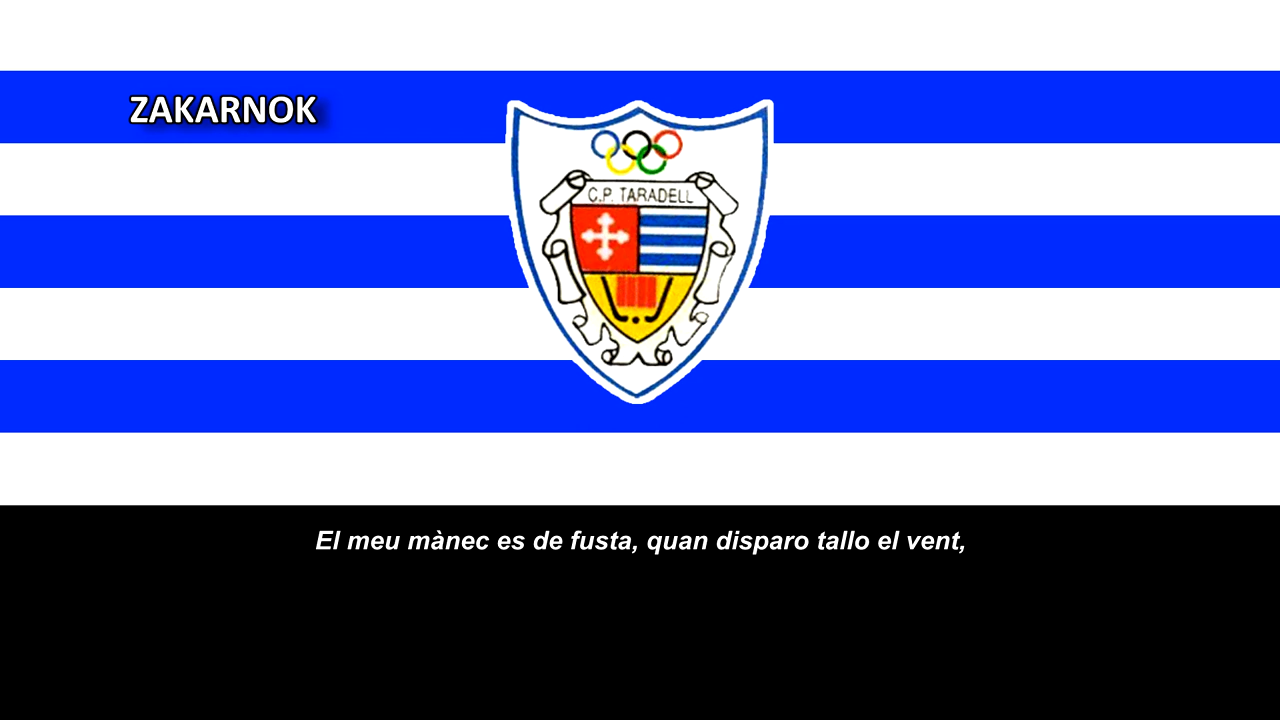 ZAKARNOK
C.P. TARADELL
El meu mànec es de fusta, quan disparo tallo el vent,